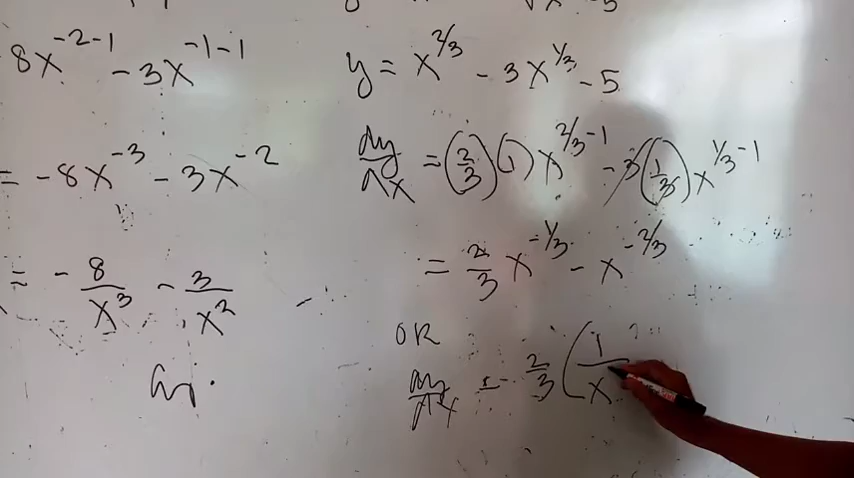 8x^{-2-1} - 3x^{-1-1}
= -8x^{-3} - 3x^{-2}
= - 8/x^3 - 3/x^2
y = x^{2/3} - 3x^{1/3} - 5
dy/dx = (2/3)(1)x^{2/3-1} - 3(1/3)x^{1/3-1}
= 2/3 x^{-1/3} - x^{-2/3}
OR
dy/dx = 2/3 (1/x